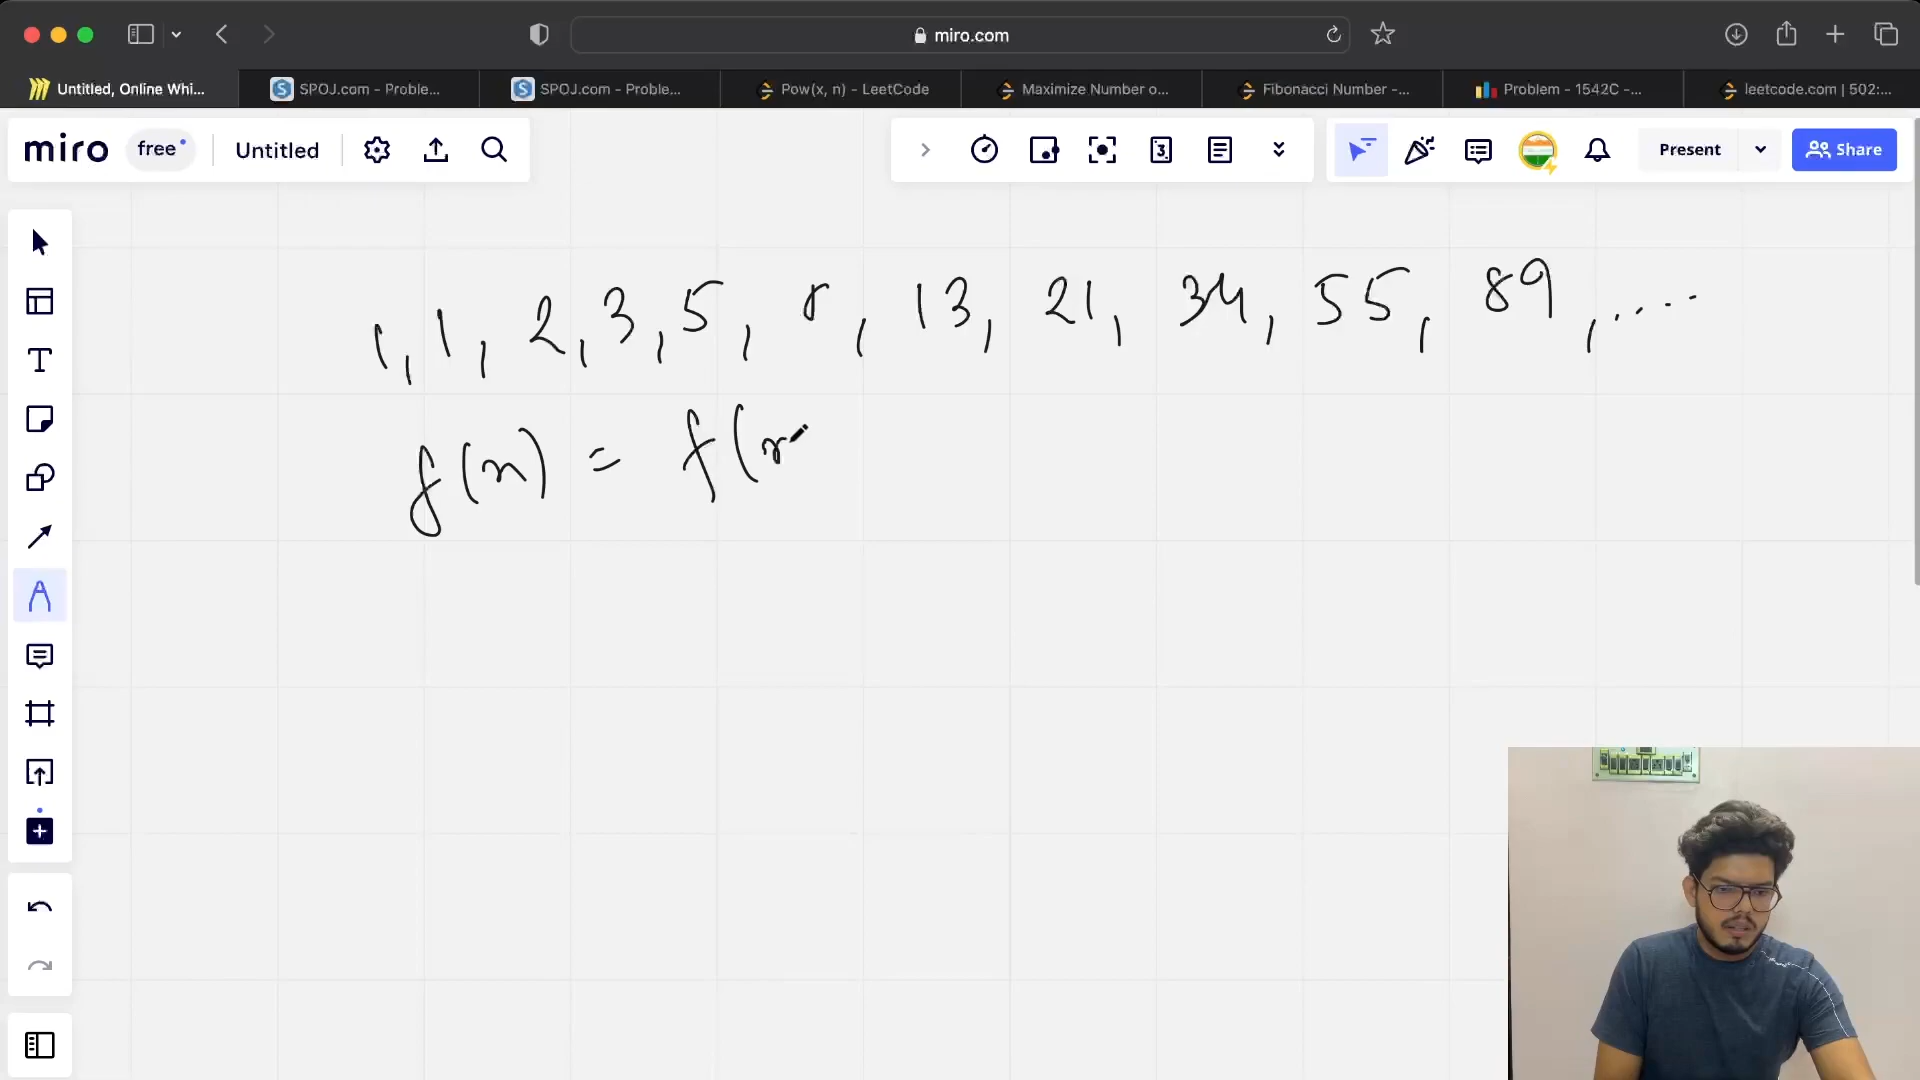 miro.com
Untitled, Online Whi...
SPOJ.com - Proble...
SPOJ.com - Proble...
Pow(x, n) - LeetCode
Maximize Number o...
Fibonacci Number -...
Problem - 1542C -...
leetcode.com | 502:...
miro free Untitled
3
Present
Share
1, 1, 2, 3, 5, 8, 13, 21, 34, 55, 89, ....
f(n) = f(n